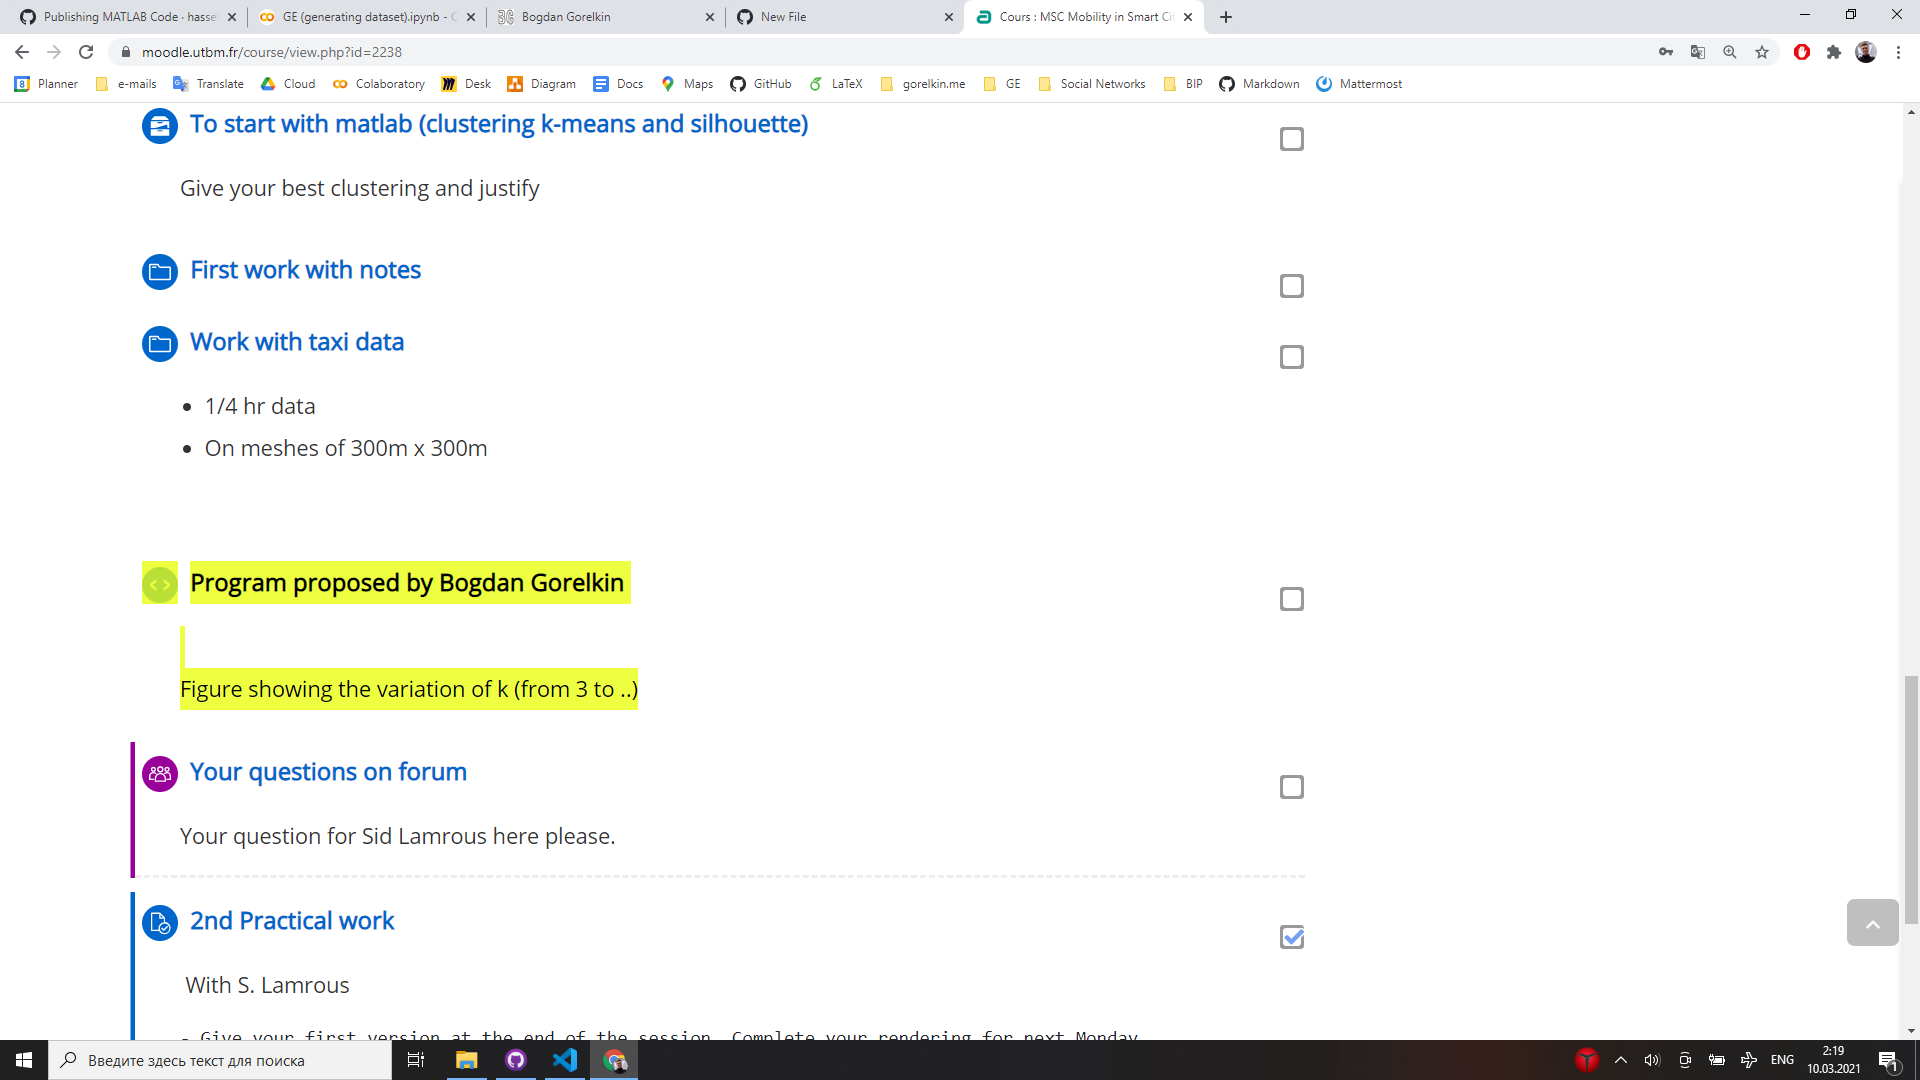 Publishing MATLAB Code · hasse
GE (generating dataset).ipynb - C
Bogdan Gorelkin
New File
Cours : MSC Mobility in Smart Ci
moodle.utbm.fr/course/view.php?id=2238
Planner
e-mails
Translate
Cloud
Colaboratory
Desk
Diagram
Docs
Maps
GitHub
LaTeX
gorelkin.me
GE
Social Networks
BIP
Markdown
Mattermost
To start with matlab (clustering k-means and silhouette)
Give your best clustering and justify
First work with notes
Work with taxi data
• 1/4 hr data
• On meshes of 300m x 300m
Program proposed by Bogdan Gorelkin
Figure showing the variation of k (from 3 to ..)
Your questions on forum
Your question for Sid Lamrous here please.
2nd Practical work
With S. Lamrous
- Give your first version at the end of the session. Complete your rendering for next Monday
Введите здесь текст для поиска
ENG
2:19
10.03.2021
1